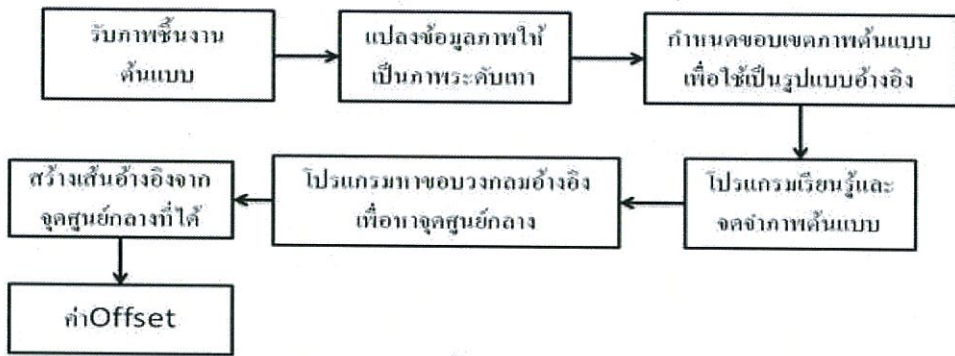 รับภาพชิ้นงาน
ต้นแบบ
แปลงข้อมูลภาพให้
เป็นภาพระดับเทา
กำหนดขอบเขตภาพต้นแบบ
เพื่อใช้เป็นรูปแบบอ้างอิง
โปรแกรมเรียนรู้และ
จดจำภาพต้นแบบ
โปรแกรมหาขอบวงกลมอ้างอิง
เพื่อหาจุดศูนย์กลาง
สร้างเส้นอ้างอิงจาก
จุดศูนย์กลางที่ได้
ค่าOffset